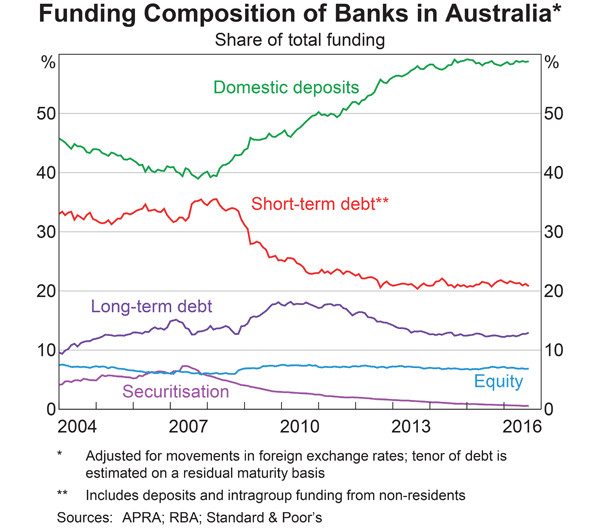 Funding Composition of Banks in Australia*
Share of total funding
% %
Domestic deposits
50 50
40 40
Short-term debt**
30 30
20 20
Long-term debt
10 10
Equity
Securitisation
0 0
2004 2007 2010 2013 2016
* Adjusted for movements in foreign exchange rates; tenor of debt is
estimated on a residual maturity basis
** Includes deposits and intragroup funding from non-residents
Sources: APRA; RBA; Standard & Poor's